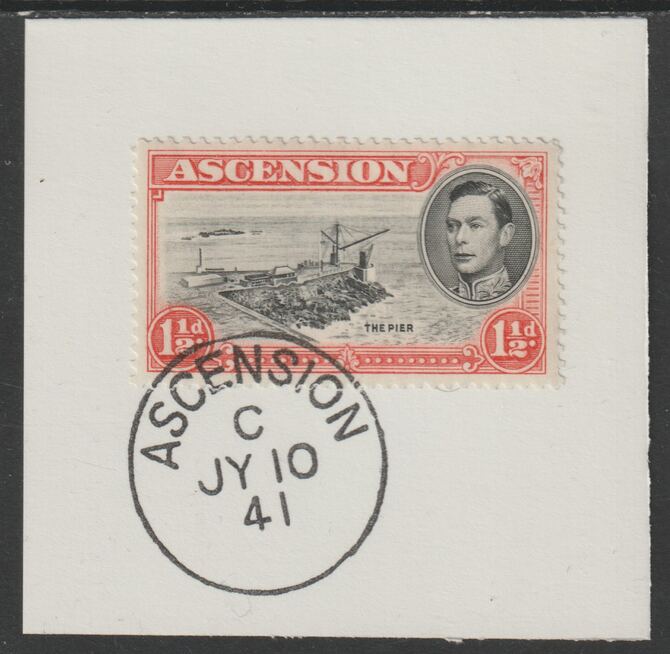 ASCENSION
THE PIER
1½d
1½d.
ASCENSION
C
JY 10
41